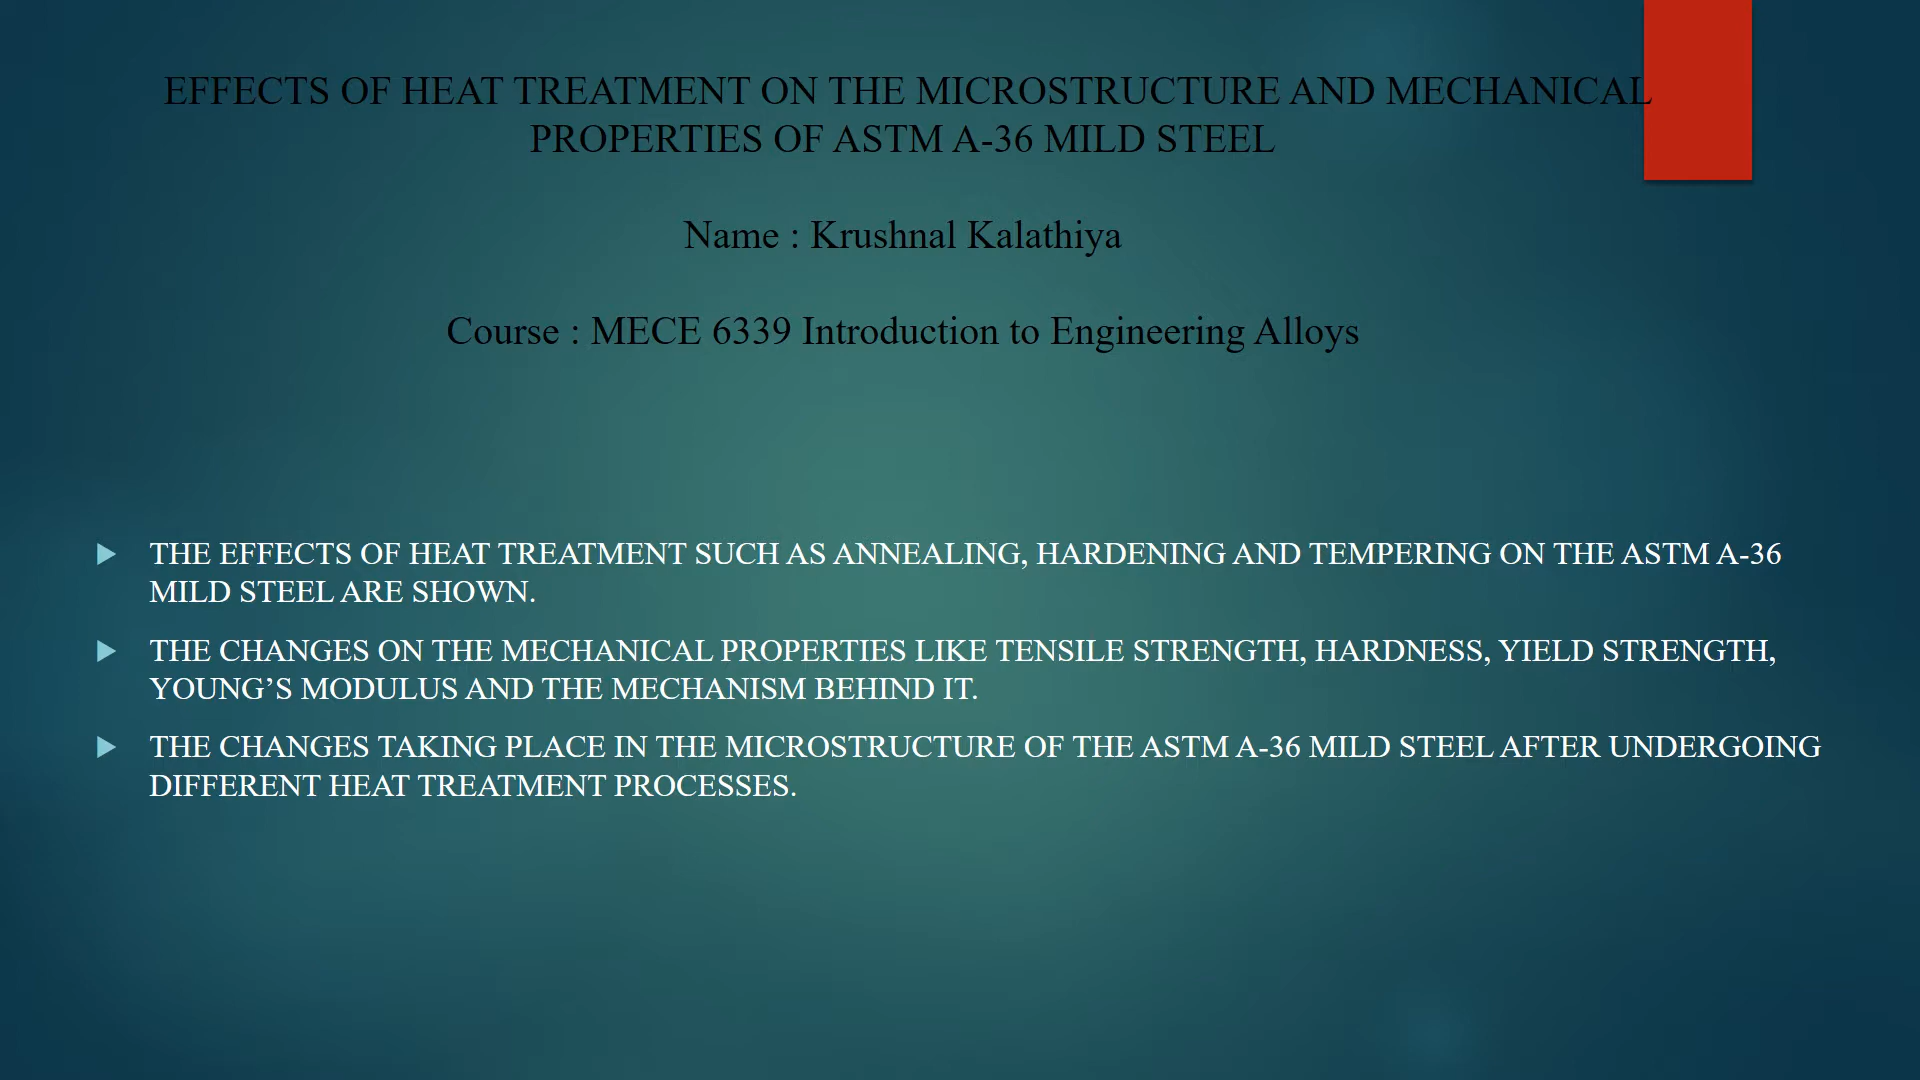 EFFECTS OF HEAT TREATMENT ON THE MICROSTRUCTURE AND MECHANICAL
PROPERTIES OF ASTM A-36 MILD STEEL
Name : Krushnal Kalathiya
Course : MECE 6339 Introduction to Engineering Alloys
THE EFFECTS OF HEAT TREATMENT SUCH AS ANNEALING, HARDENING AND TEMPERING ON THE ASTM A-36
MILD STEEL ARE SHOWN.
THE CHANGES ON THE MECHANICAL PROPERTIES LIKE TENSILE STRENGTH, HARDNESS, YIELD STRENGTH,
YOUNG’S MODULUS AND THE MECHANISM BEHIND IT.
THE CHANGES TAKING PLACE IN THE MICROSTRUCTURE OF THE ASTM A-36 MILD STEEL AFTER UNDERGOING
DIFFERENT HEAT TREATMENT PROCESSES.